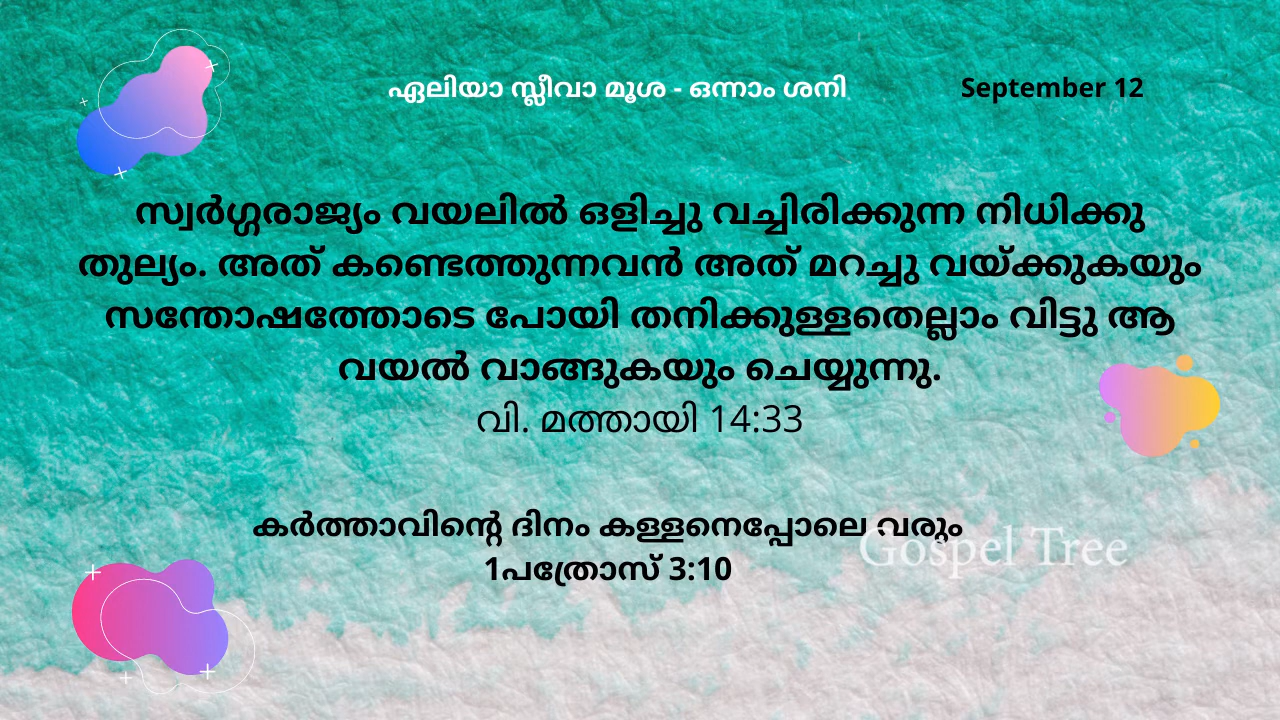 ഏലിയാ സ്ലീവാ മൂശ - ഒന്നാം ശനി
September 12
സ്വർഗ്ഗരാജ്യം വയലിൽ ഒളിച്ചു വച്ചിരിക്കുന്ന നിധിക്കു
തുല്യം. അത് കണ്ടെത്തുന്നവൻ അത് മറച്ചു വയ്ക്കുകയും
സന്തോഷത്തോടെ പോയി തനിക്കുള്ളതെല്ലാം വിട്ടു ആ
വയൽ വാങ്ങുകയും ചെയ്യുന്നു.
വി. മത്തായി 14:33
കർത്താവിന്റെ ദിനം കള്ളനെപ്പോലെ വരും
Gospel Tree
1പത്രോസ് 3:10